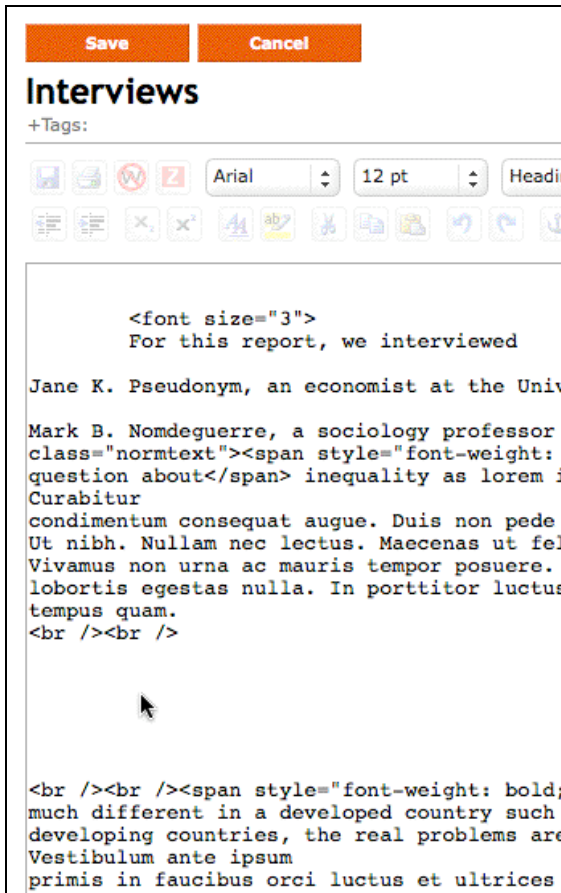 Save Cancel
Interviews
+Tags:
Arial 12 pt
<font size="3">
For this report, we interviewed
Jane K. Pseudonym, an economist at the
Mark B. Nomdeguerre, a sociology professor
class="normtext"><span style="font-weight:
question about</span> inequality as lorem
Curabitur
condimentum consequat augue. Duis non pede
Ut nibh. Nullam nec lectus. Maecenas ut
Vivamus non urna ac mauris tempor posuere.
lobortis egestas nulla. In porttitor luctus
tempus quam.
<br /><br />
<br /><br /><span style="font-weight: bold;
much different in a developed country such
developing countries, the real problems are
Vestibulum ante ipsum
primis in faucibus orci luctus et ultrices